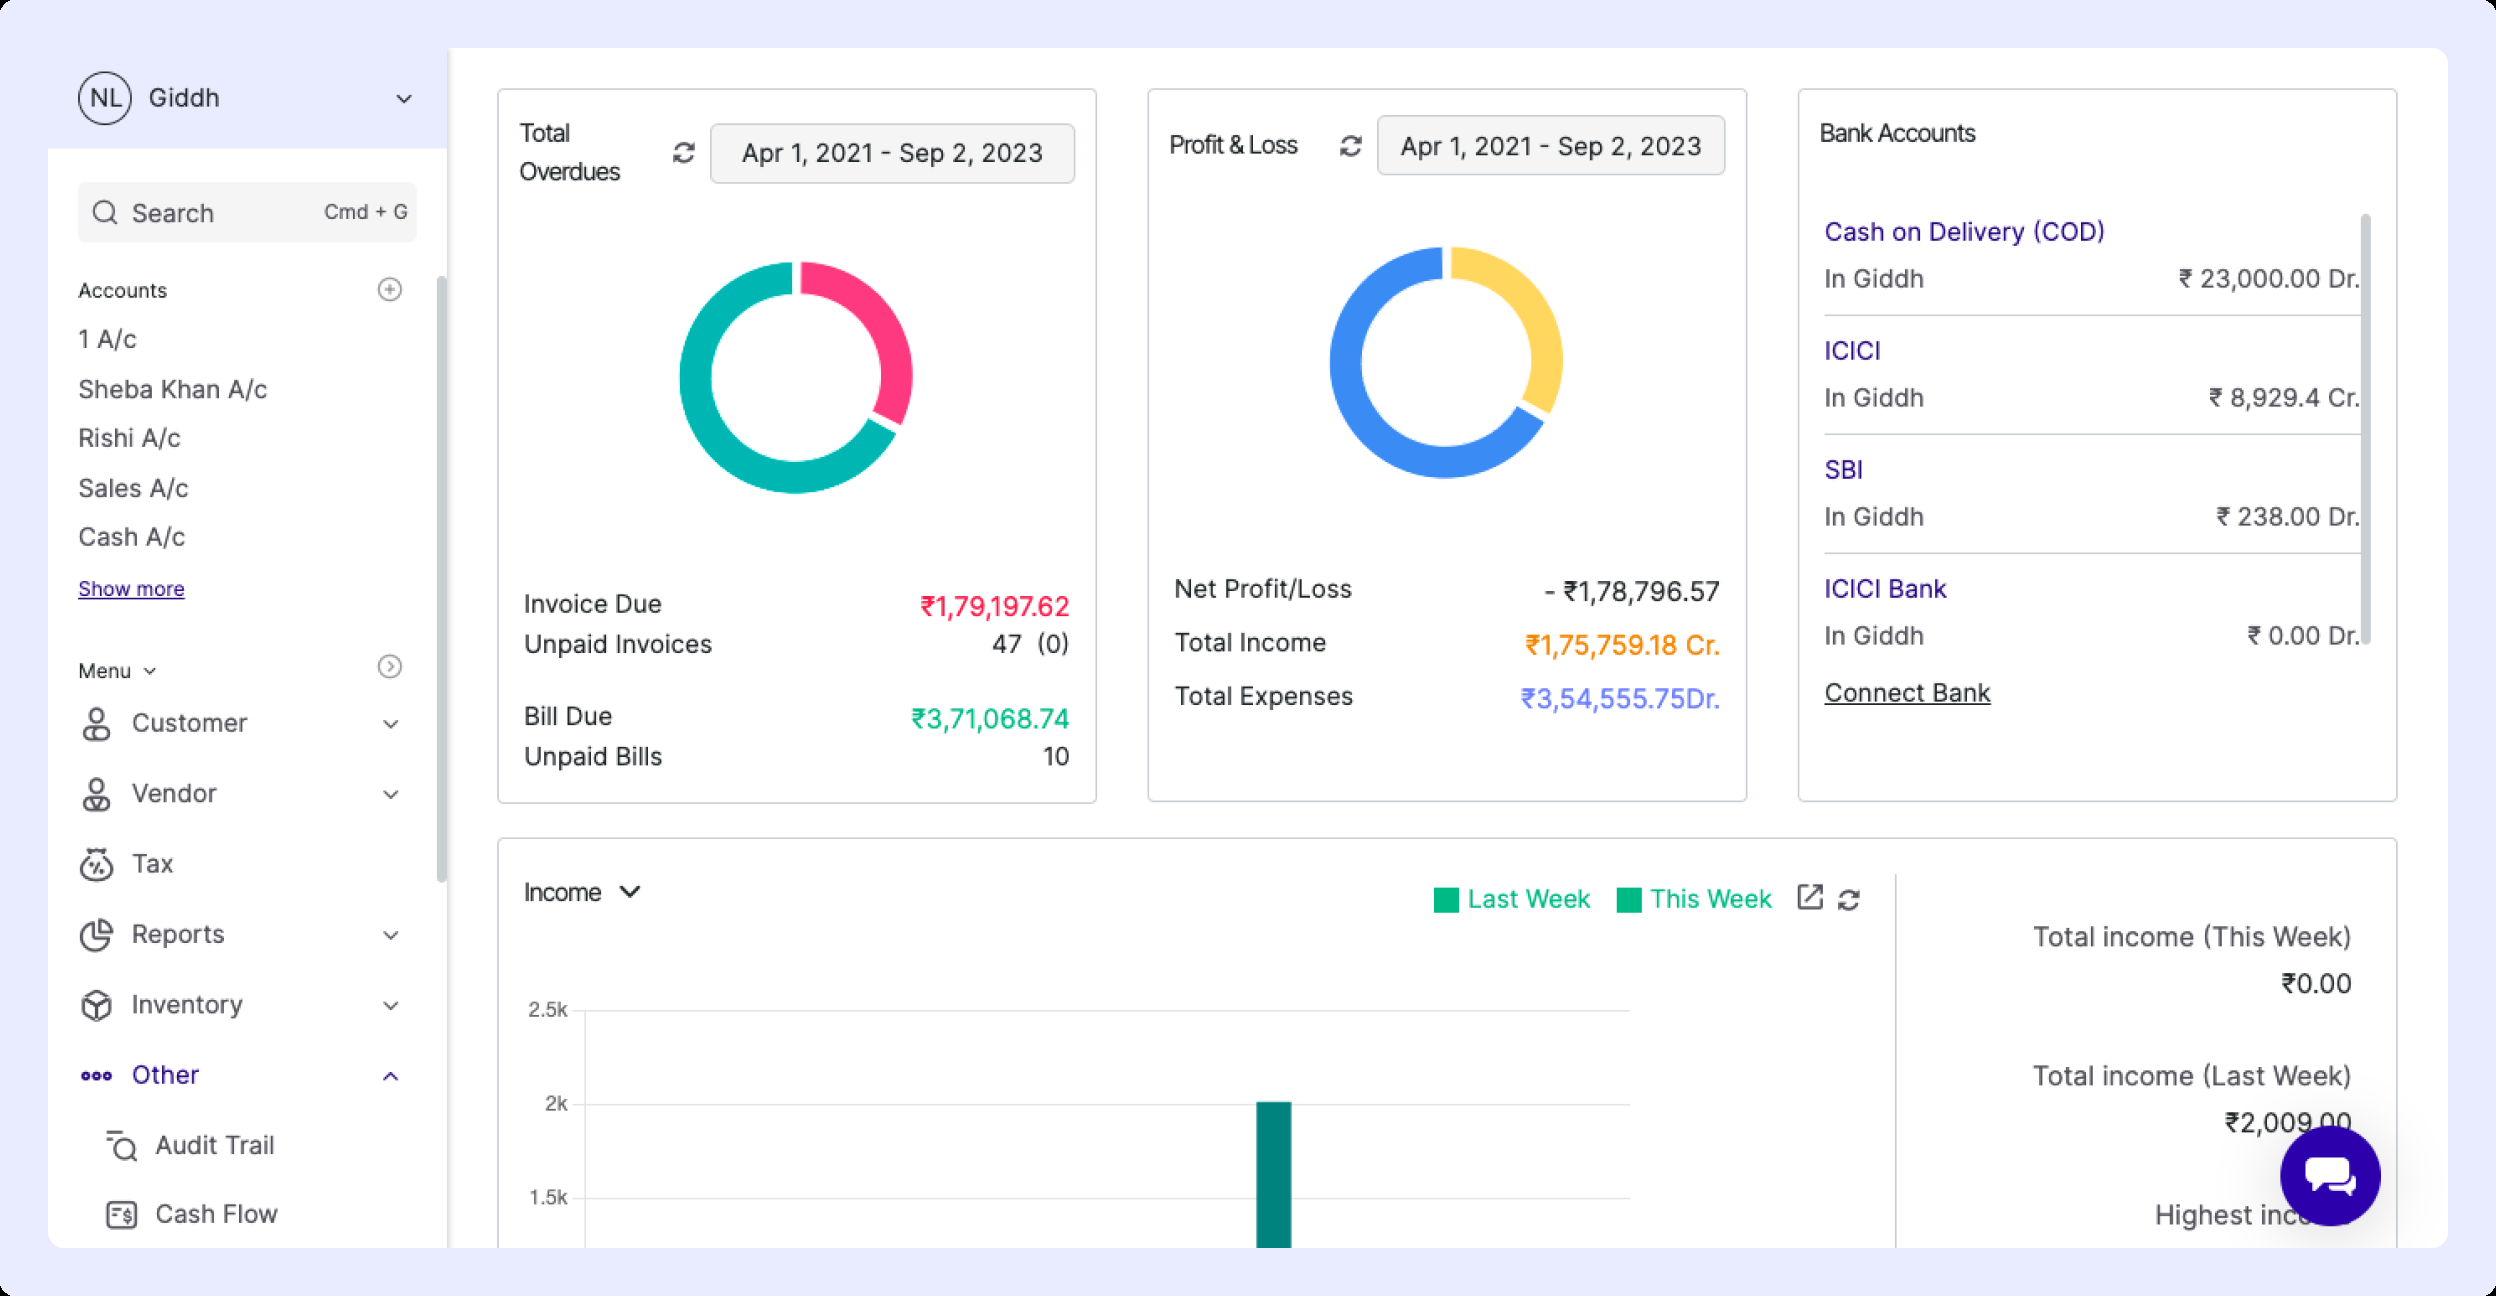 NL Giddh
Search Cmd + G
Accounts
1 A/c
Sheba Khan A/c
Rishi A/c
Sales A/c
Cash A/c
Show more
Menu
Customer
Vendor
Tax
Reports
Inventory
Other
Audit Trail
Cash Flow
Total
Overdues
Apr 1, 2021 - Sep 2, 2023
Invoice Due ₹1,79,197.62
Unpaid Invoices 47 (0)
Bill Due ₹3,71,068.74
Unpaid Bills 10
Profit & Loss Apr 1, 2021 - Sep 2, 2023
Net Profit/Loss - ₹1,78,796.57
Total Income ₹1,75,759.18 Cr.
Total Expenses ₹3,54,555.75Dr.
Bank Accounts
Cash on Delivery (COD)
In Giddh ₹ 23,000.00 Dr.
ICICI
In Giddh ₹ 8,929.4 Cr.
SBI
In Giddh ₹ 238.00 Dr.
ICICI Bank
In Giddh ₹ 0.00 Dr.
Connect Bank
Income Last Week This Week
2.5k
2k
1.5k
Total income (This Week)
₹0.00
Total income (Last Week)
₹2,009.00
Highest